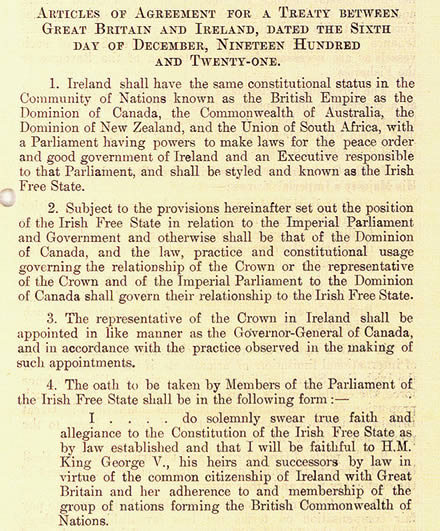 Articles of Agreement for a Treaty between
Great Britain and Ireland, dated the Sixth
day of December, Nineteen Hundred
and Twenty-one.
1. Ireland shall have the same constitutional status in the
Community of Nations known as the British Empire as the
Dominion of Canada, the Commonwealth of Australia, the
Dominion of New Zealand, and the Union of South Africa, with
a Parliament having powers to make laws for the peace order
and good government of Ireland and an Executive responsible
to that Parliament, and shall be styled and known as the Irish
Free State.
2. Subject to the provisions hereinafter set out the position
of the Irish Free State in relation to the Imperial Parliament
and Government and otherwise shall be that of the Dominion
of Canada, and the law, practice and constitutional usage
governing the relationship of the Crown or the representative
of the Crown and of the Imperial Parliament to the Dominion
of Canada shall govern their relationship to the Irish Free State.
3. The representative of the Crown in Ireland shall be
appointed in like manner as the Governor-General of Canada,
and in accordance with the practice observed in the making of
such appointments.
4. The oath to be taken by Members of the Parliament of
the Irish Free State shall be in the following form :—
I . . . . do solemnly swear true faith and
allegiance to the Constitution of the Irish Free State as
by law established and that I will be faithful to H.M.
King George V., his heirs and successors by law in
virtue of the common citizenship of Ireland with Great
Britain and her adherence to and membership of the
group of nations forming the British Commonwealth of
Nations.